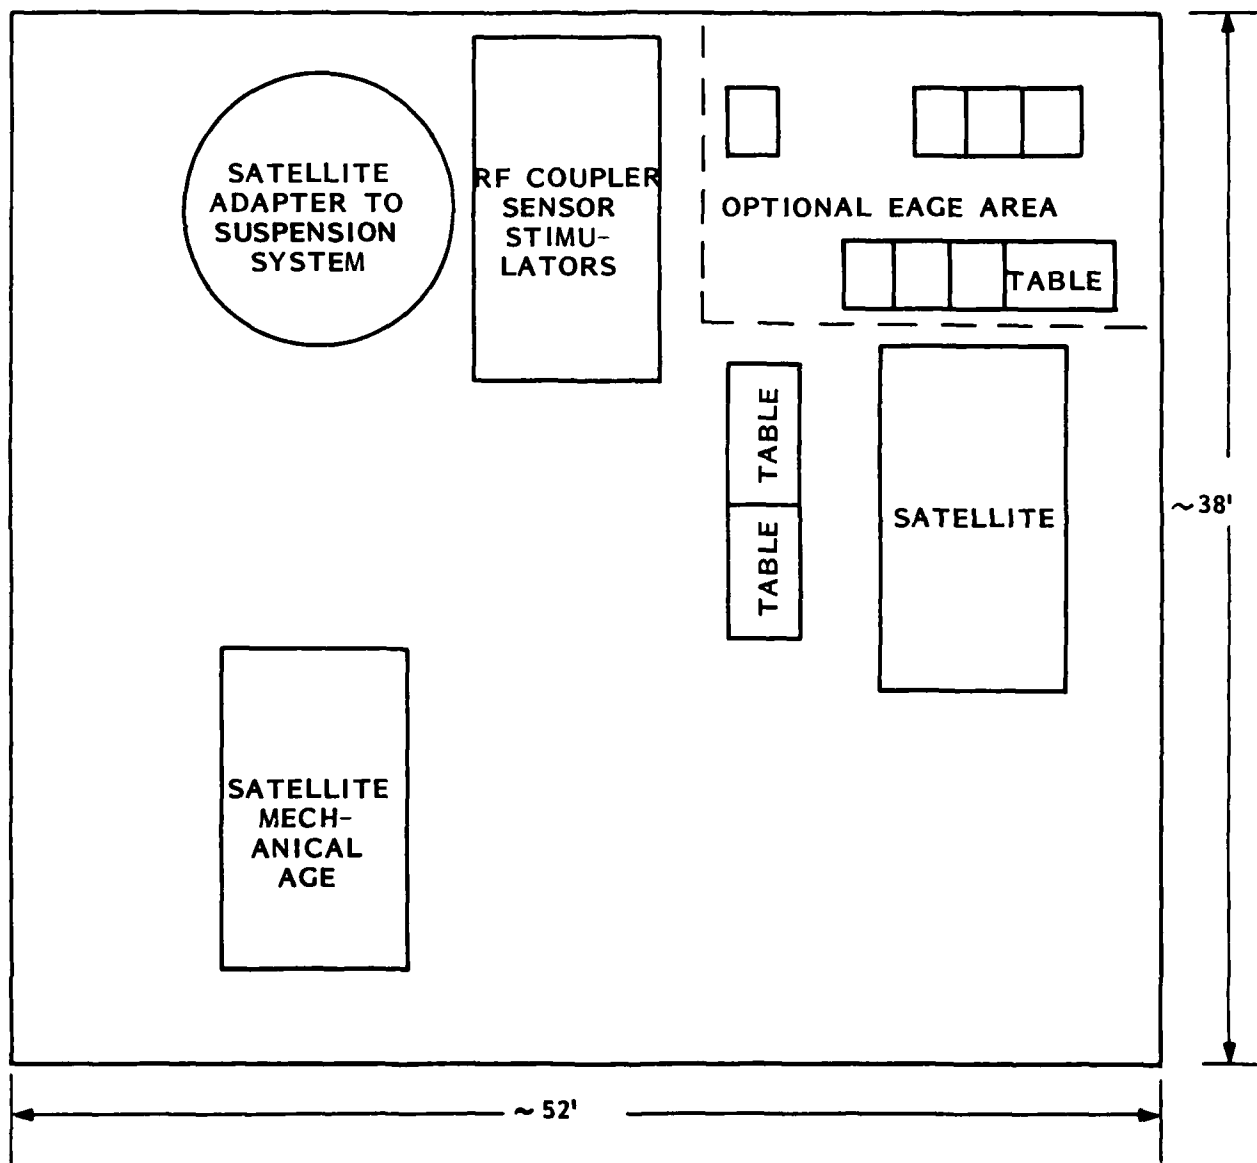 SATELLITE
ADAPTER TO
SUSPENSION
SYSTEM
RF COUPLER
SENSOR
STIMU-
LATORS
OPTIONAL EAGE AREA
TABLE
TABLE
TABLE
SATELLITE
~38'
SATELLITE
MECH-
ANICAL
AGE
~52'